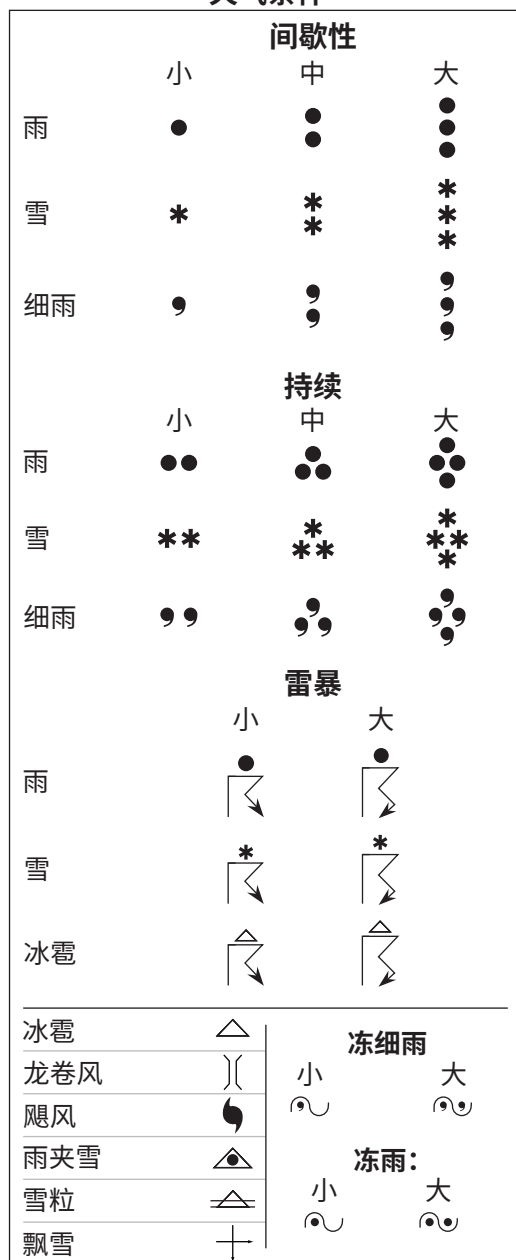 间歇性
小 中 大
雨
雪
细雨
持续
小 中 大
雨
雪
细雨
雷暴
小 大
雨
雪
冰雹
冰雹
龙卷风
飓风
雨夹雪
雪粒
飘雪
冻细雨
小 大
冻雨：
小 大